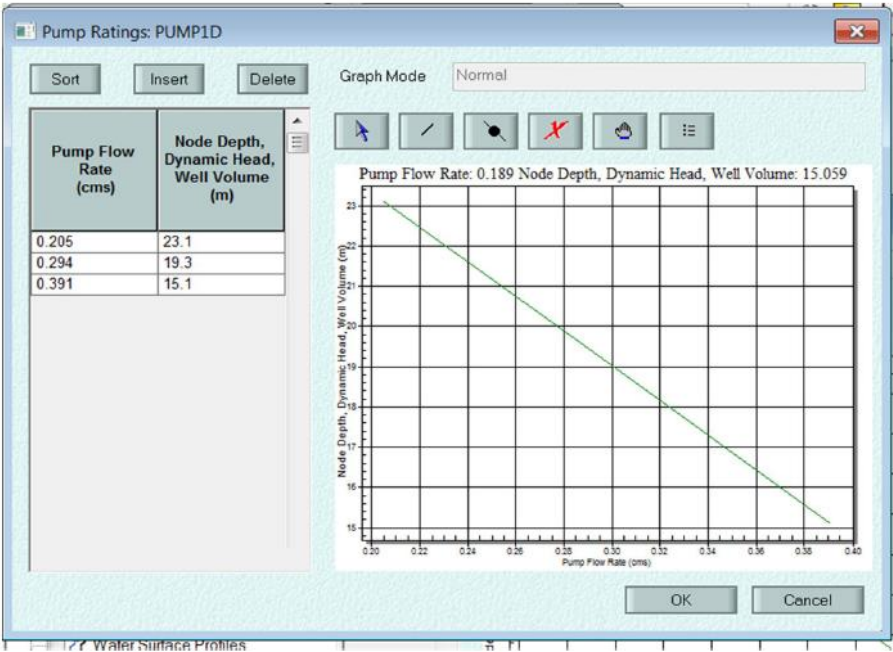 Pump Ratings: PUMP1D
Sort
Insert
Delete
Graph Mode
Normal
Pump Flow
Rate
(cms)
Node Depth,
Dynamic Head,
Well Volume
(m)
0.205 23.1
0.294 19.3
0.391 15.1
Pump Flow Rate: 0.189 Node Depth, Dynamic Head, Well Volume: 15.059
Node Depth, Dynamic Head, Well Volume (m)
23
22
21
20
19
18
17
16
15
0.20 0.22 0.24 0.26 0.28 0.30 0.32 0.34 0.36 0.38 0.40
Pump Flow Rate (cms)
OK
Cancel
Water Surface Profiles